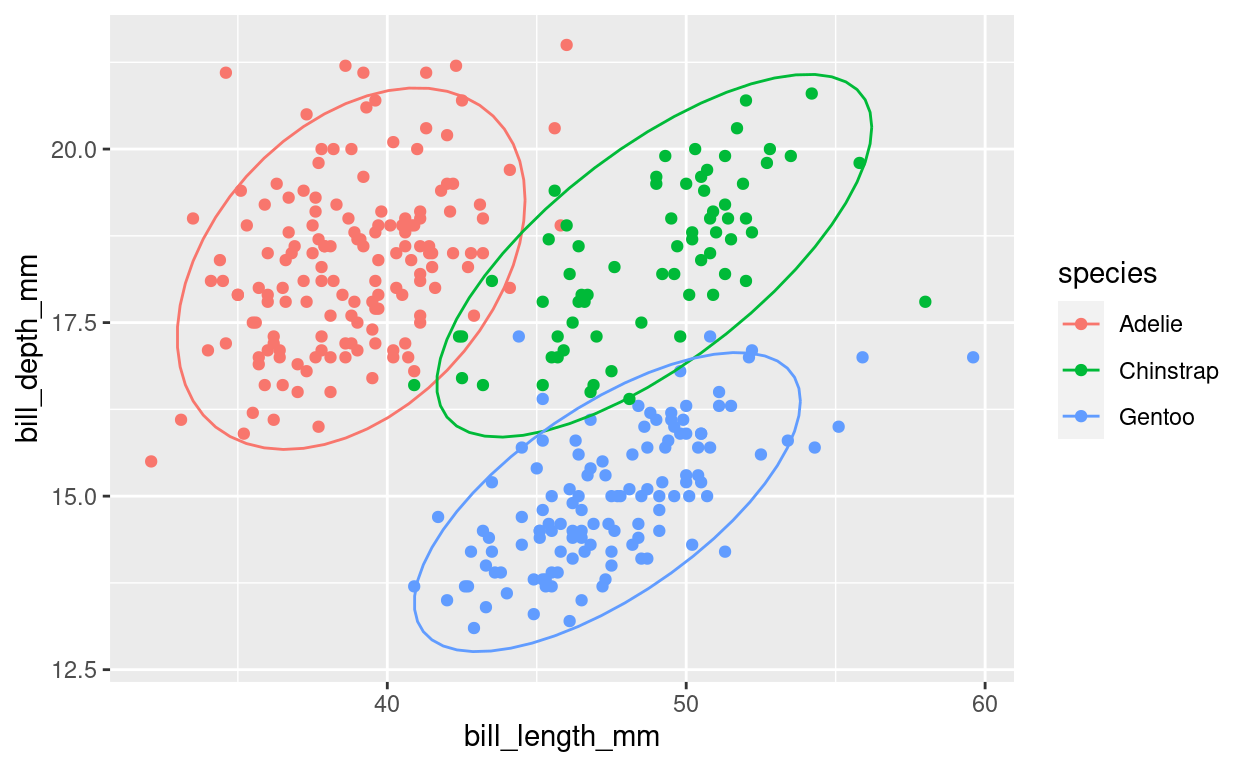 20.0
17.5
15.0
12.5
bill_depth_mm
40
50
60
bill_length_mm
species
Adelie
Chinstrap
Gentoo